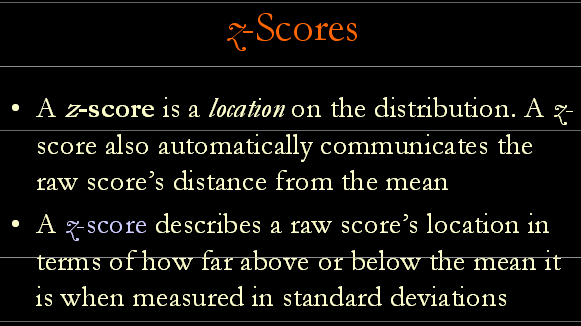 z-Scores
• A z-score is a location on the distribution. A z-
score also automatically communicates the
raw score's distance from the mean
• A z-score describes a raw score's location in
terms of how far above or below the mean it
is when measured in standard deviations